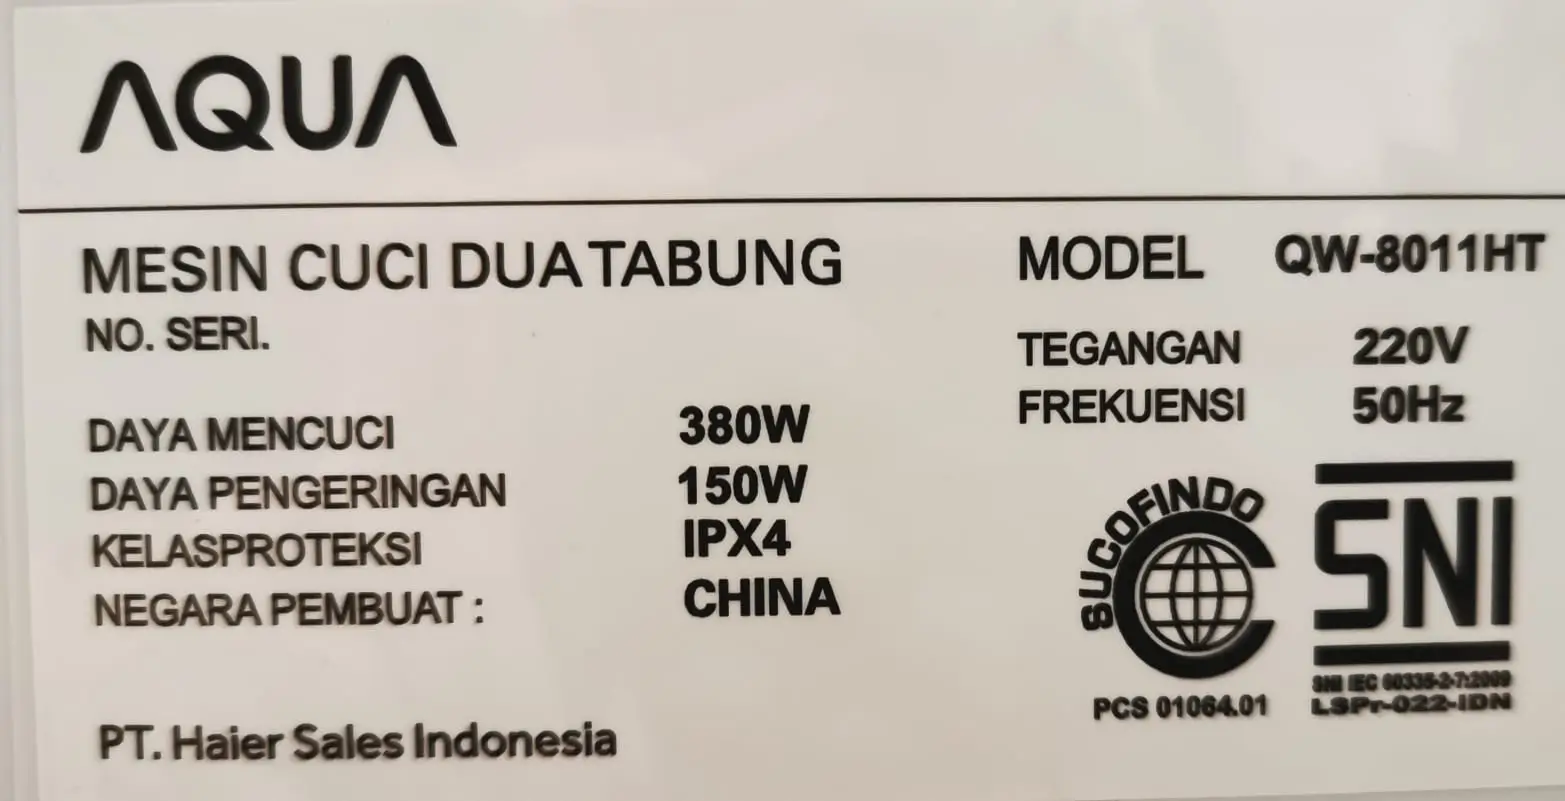 AQUA
MESIN CUCI DUA TABUNG
NO. SERI.
MODEL QW-8011HT
TEGANGAN 220V
FREKUENSI 50Hz
DAYA MENCUCI 380W
DAYA PENGERINGAN 150W
KELASPROTEKSI IPX4
NEGARA PEMBUAT : CHINA
PT. Haier Sales Indonesia
SUCOFINDO
PCS 01064.01
SNI
SNI IEC 60335-2-7:2009
LSPr-022-IDN